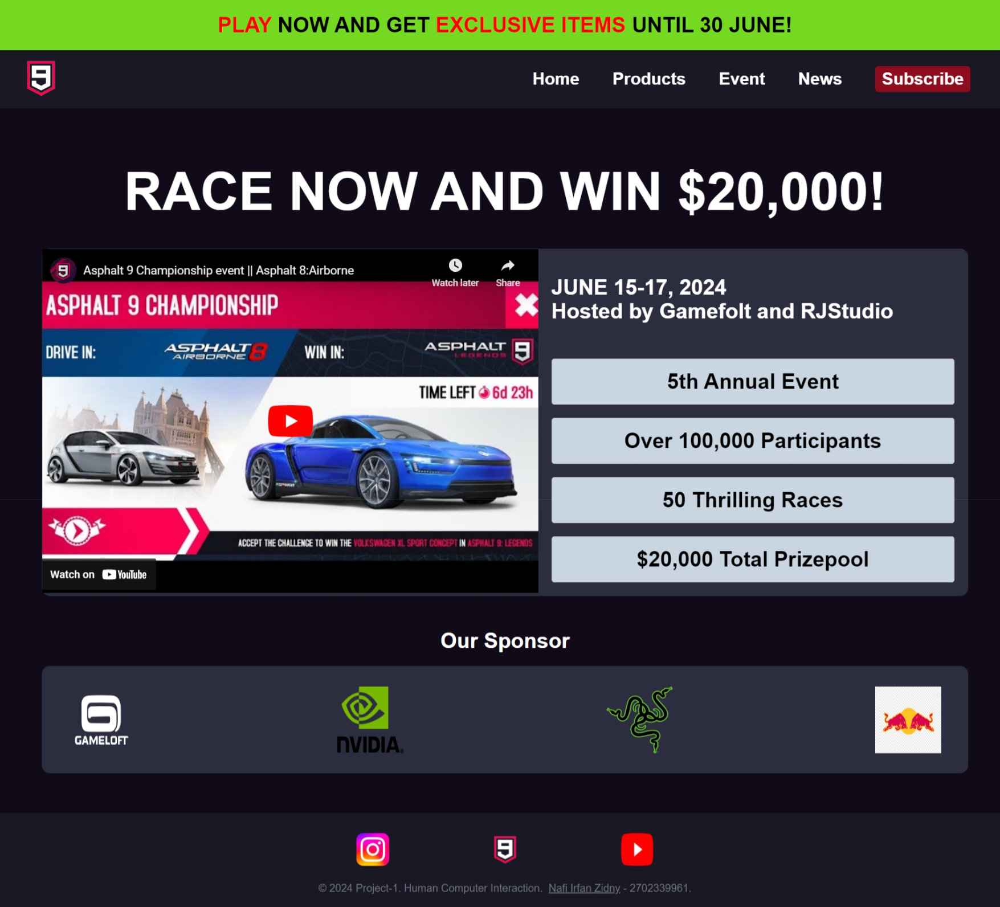 PLAY NOW AND GET EXCLUSIVE ITEMS UNTIL 30 JUNE!
9
Home Products Event News Subscribe
RACE NOW AND WIN $20,000!
9 Asphalt 9 Championship event || Asphalt 8:Airborne
Watch later Share
ASPHALT 9 CHAMPIONSHIP
DRIVE IN: ASPHALT 8 AIRBORNE WIN IN: ASPHALT 9 LEGENDS
TIME LEFT 6d 23h
ACCEPT THE CHALLENGE TO WIN THE VOLKSWAGEN XL SPORT CONCEPT IN ASPHALT 9: LEGENDS
Watch on YouTube
JUNE 15-17, 2024
Hosted by Gamefolt and RJStudio
5th Annual Event
Over 100,000 Participants
50 Thrilling Races
$20,000 Total Prizepool
Our Sponsor
GAMELOFT
NVIDIA.
9
© 2024 Project-1. Human Computer Interaction. Nafi Irfan Zidny - 2702339961.